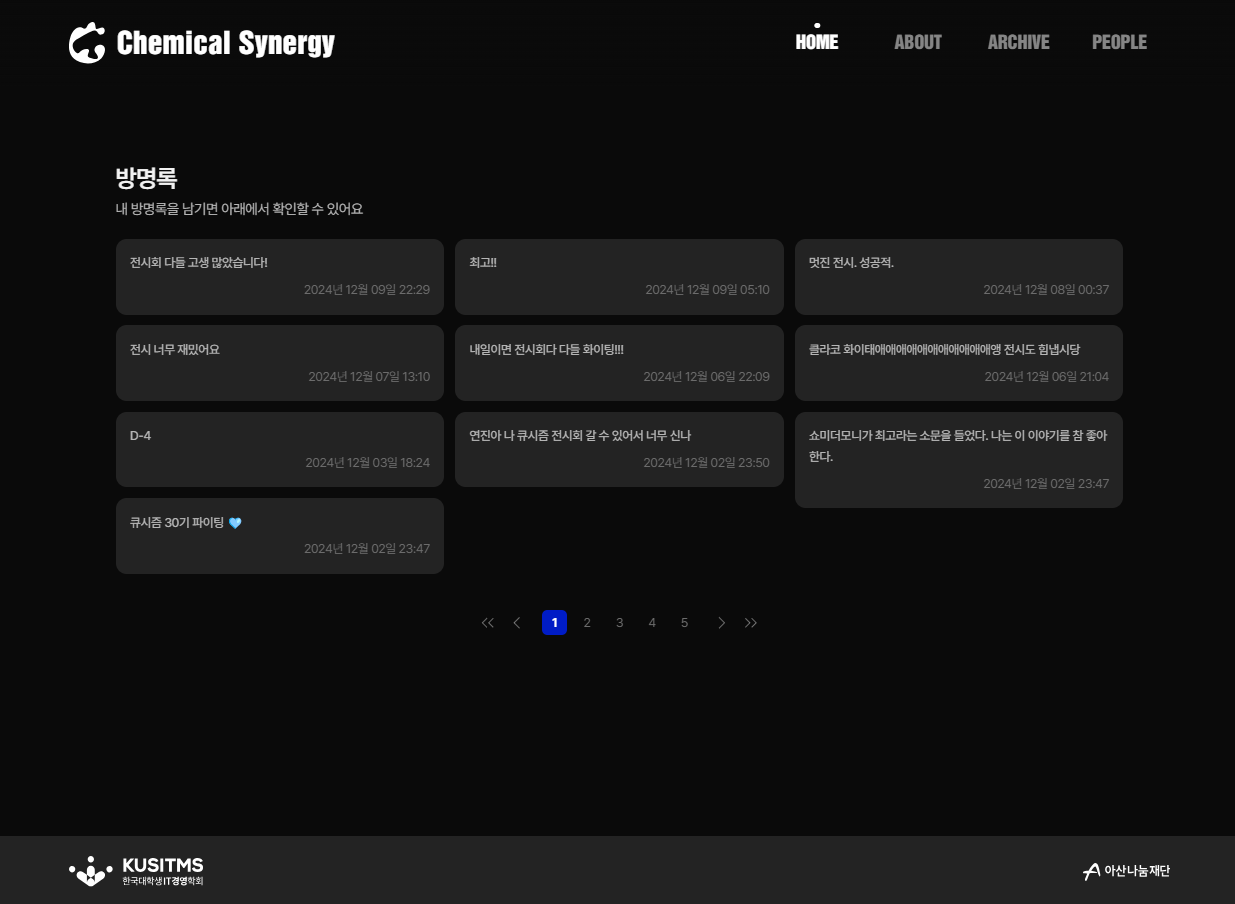 Chemical Synergy
HOME
ABOUT
ARCHIVE
PEOPLE
방명록
내 방명록을 남기면 아래에서 확인할 수 있어요
전시회 다들 고생 많았습니다!
2024년 12월 09일 22:29
최고!!
2024년 12월 09일 05:10
멋진 전시. 성공적.
2024년 12월 08일 00:37
전시 너무 재밌어요
2024년 12월 07일 13:10
내일이면 전시회다 다들 화이팅!!!
2024년 12월 06일 22:09
클라코 화이태애애애애애애애애애애앵 전시도 힘냅시당
2024년 12월 06일 21:04
D-4
2024년 12월 03일 18:24
연진아 나 큐시즘 전시회 갈 수 있어서 너무 신나
2024년 12월 02일 23:50
쇼미더모니가 최고라는 소문을 들었다. 나는 이 이야기를 참 좋아
한다.
2024년 12월 02일 23:47
큐시즘 30기 파이팅 🩵
2024년 12월 02일 23:47
1 2 3 4 5
KUSITMS
한국대학생IT경영학회
아산나눔재단